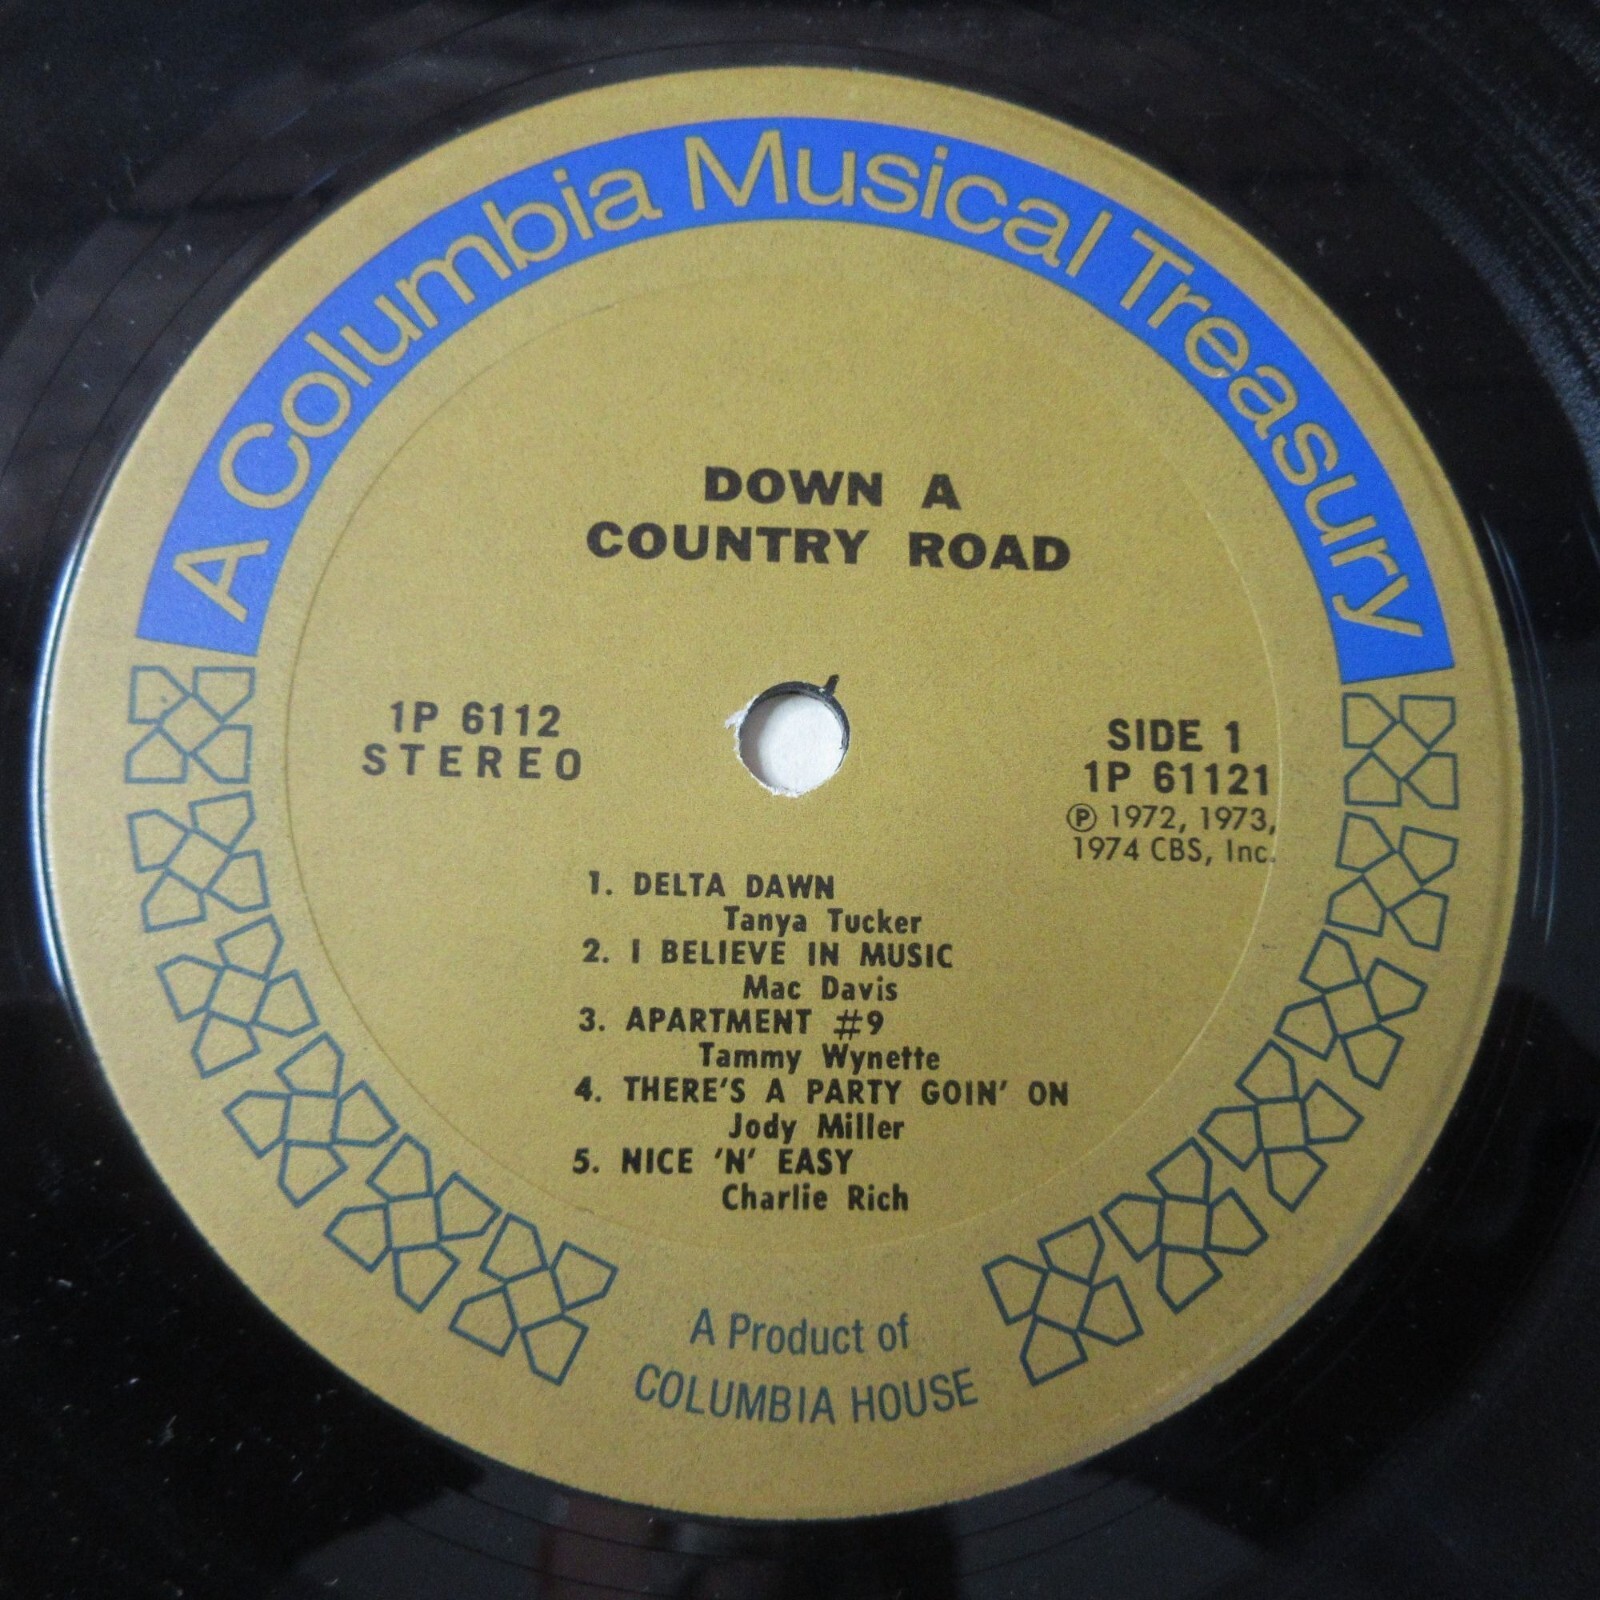 A Columbia Musical Treasury
DOWN A
COUNTRY ROAD
1P 6112
STEREO
SIDE 1
1P 61121
℗ 1972, 1973,
1974 CBS, Inc.
1. DELTA DAWN
Tanya Tucker
2. I BELIEVE IN MUSIC
Mac Davis
3. APARTMENT #9
Tammy Wynette
4. THERE'S A PARTY GOIN' ON
Jody Miller
5. NICE 'N' EASY
Charlie Rich
A Product of
COLUMBIA HOUSE